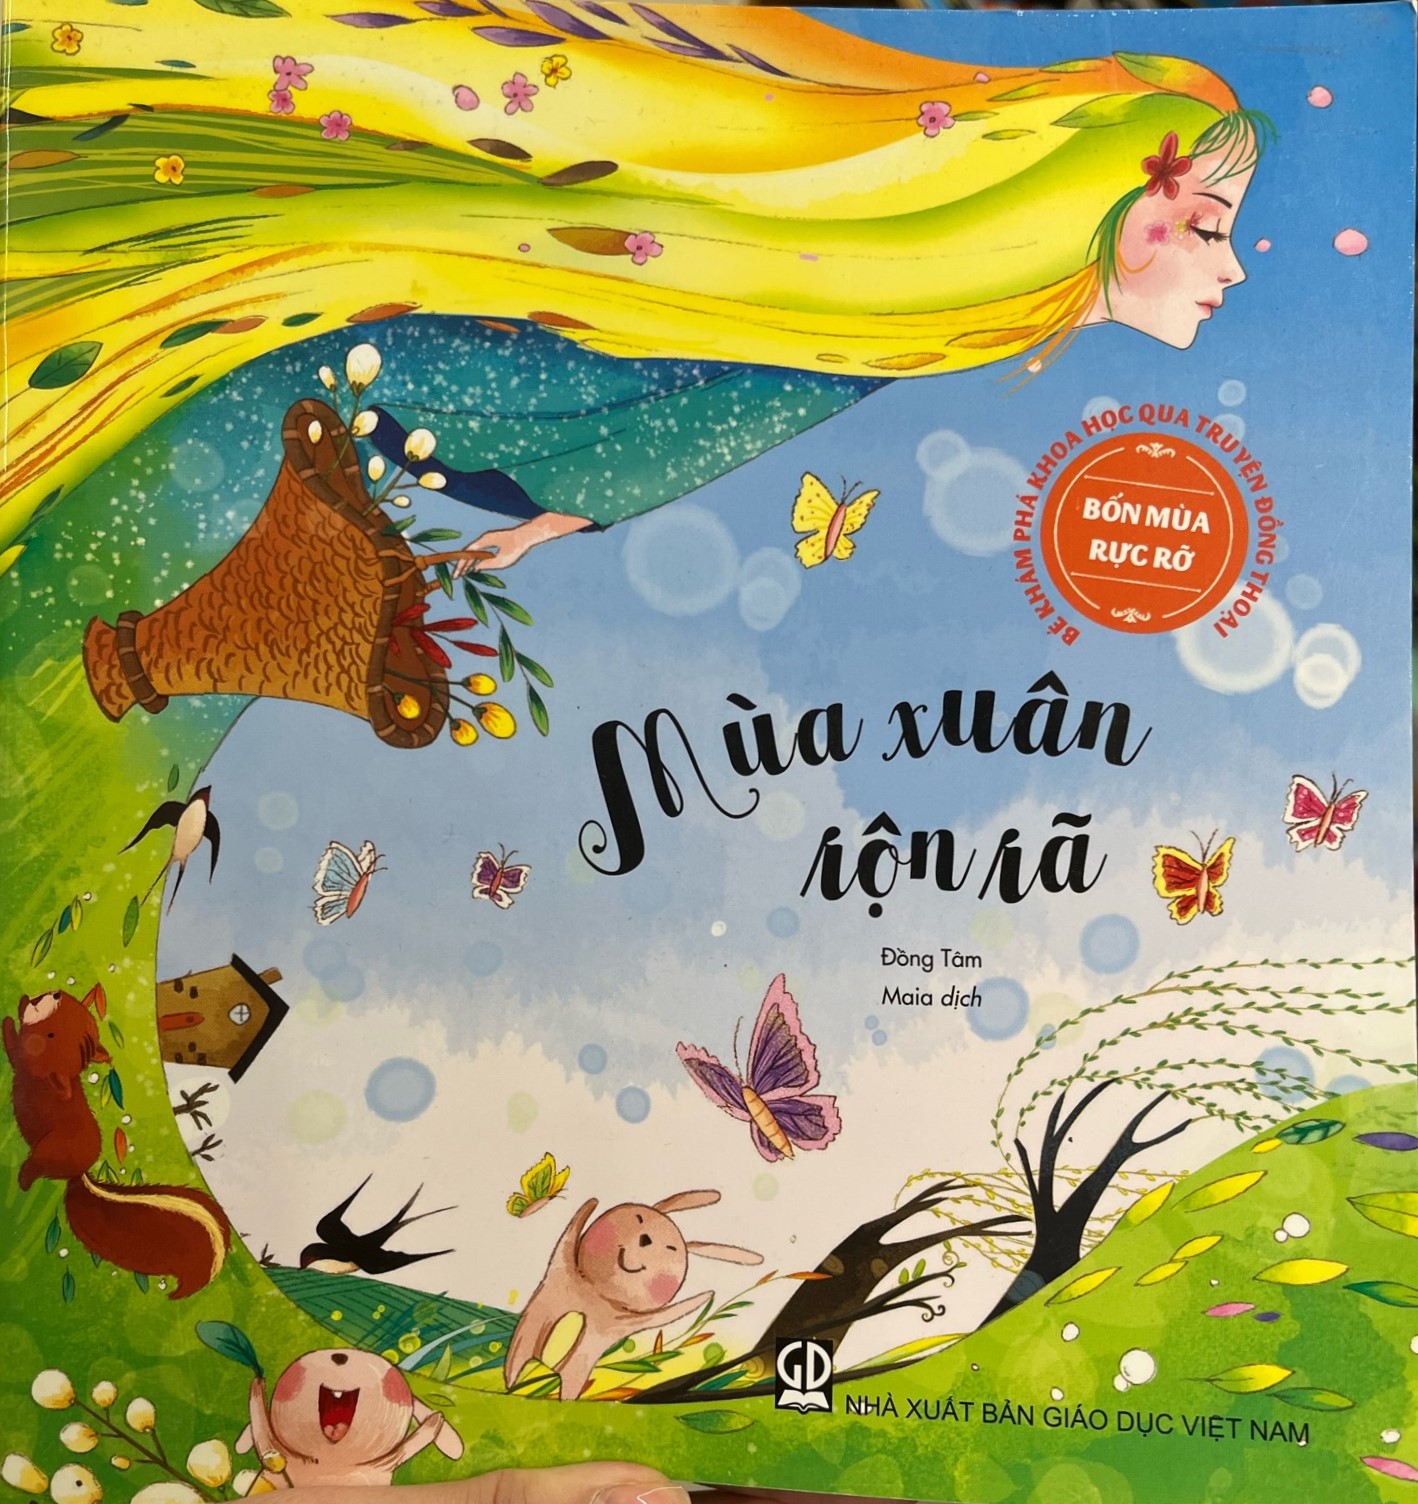 BÉ KHÁM PHÁ KHOA HỌC QUA TRUYỆN ĐỒNG THOẠI
BỐN MÙA
RỰC RỠ
Mùa xuân
rộn rã
Đồng Tâm
Maia dịch
GD
NHÀ XUẤT BẢN GIÁO DỤC VIỆT NAM